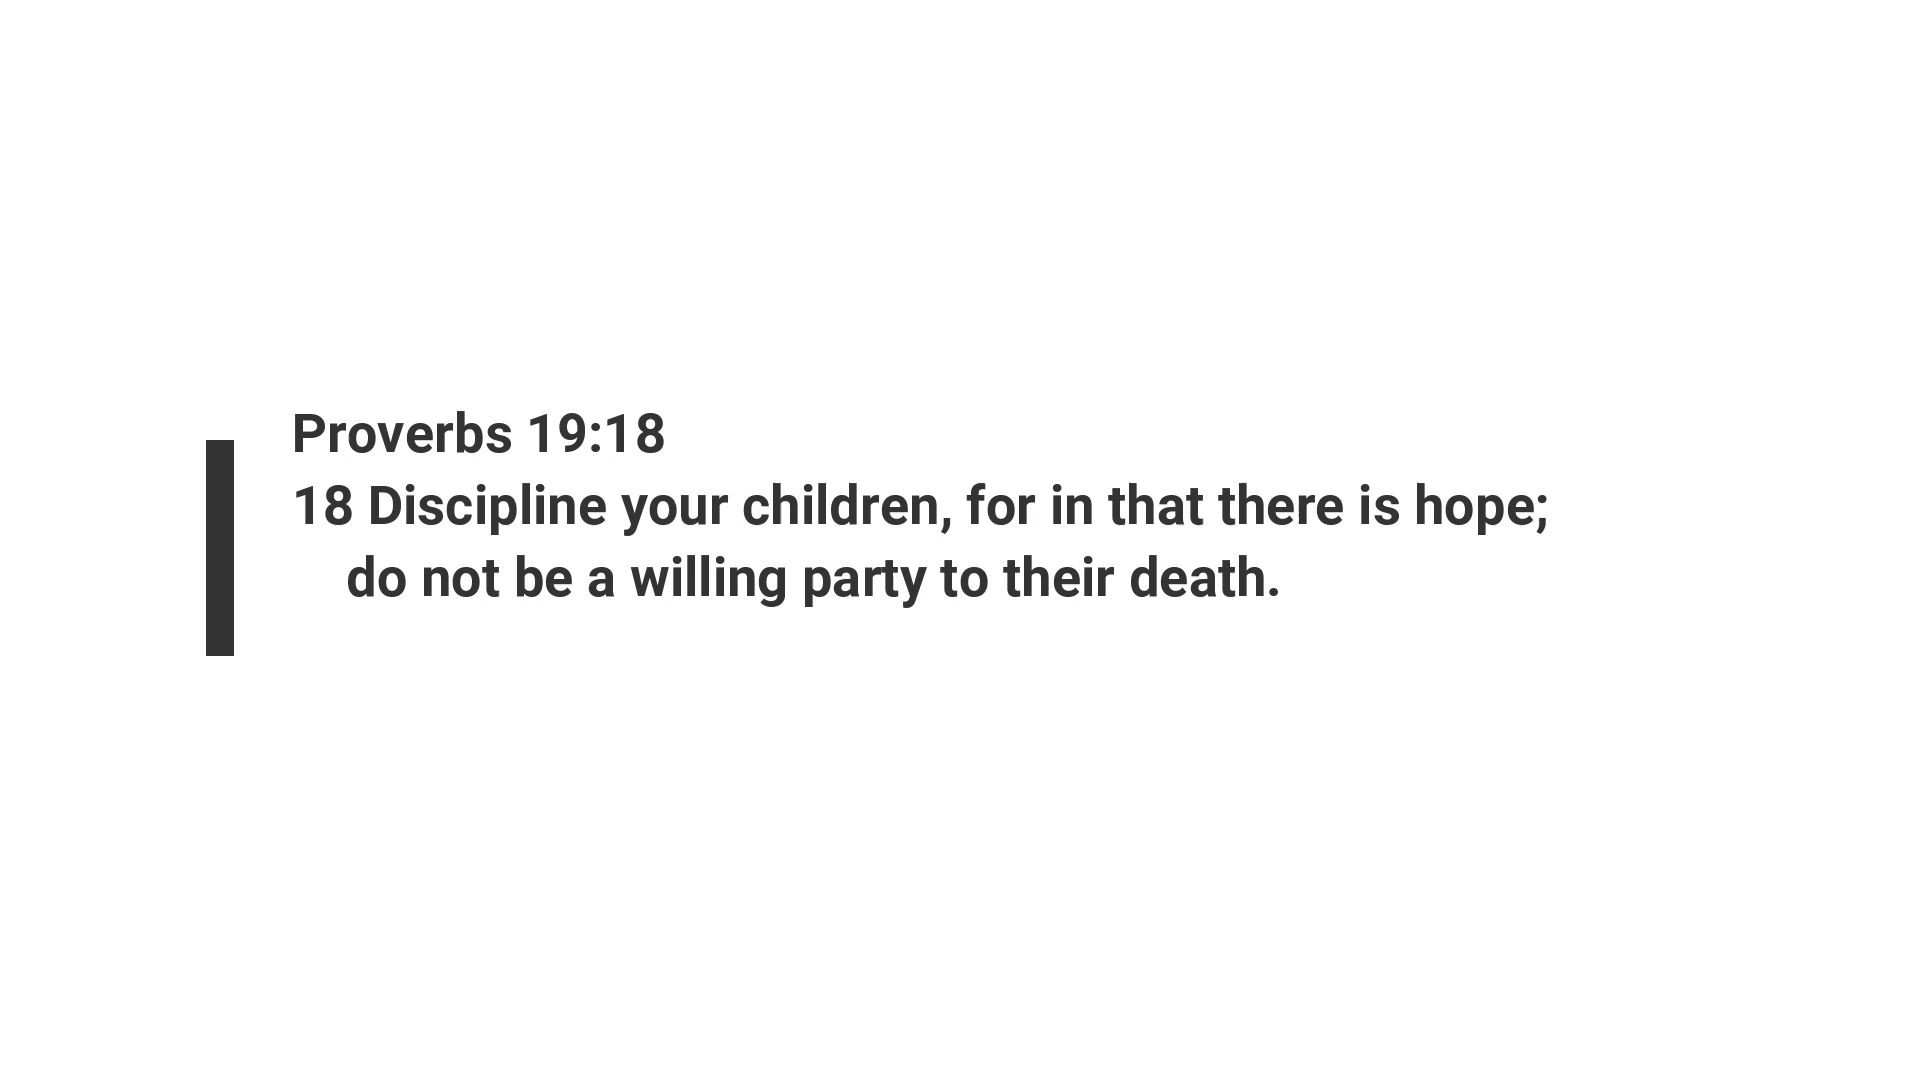 Proverbs 19:18
18 Discipline your children, for in that there is hope;
do not be a willing party to their death.